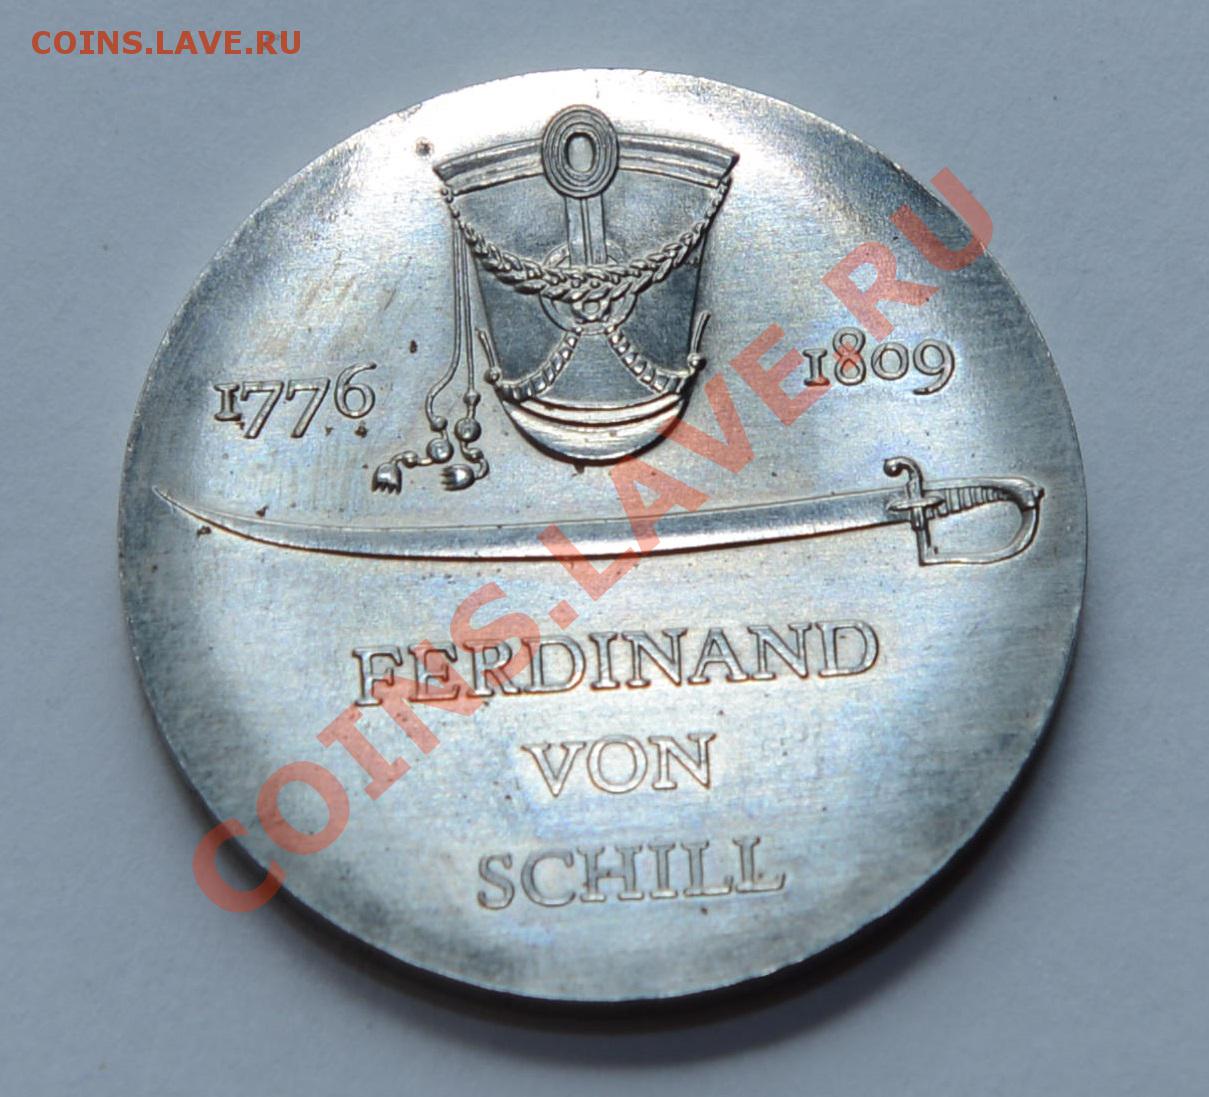 COINS.LAVE.RU
1776 1809
FERDINAND
VON
SCHILL
COINS.LAVE.RU